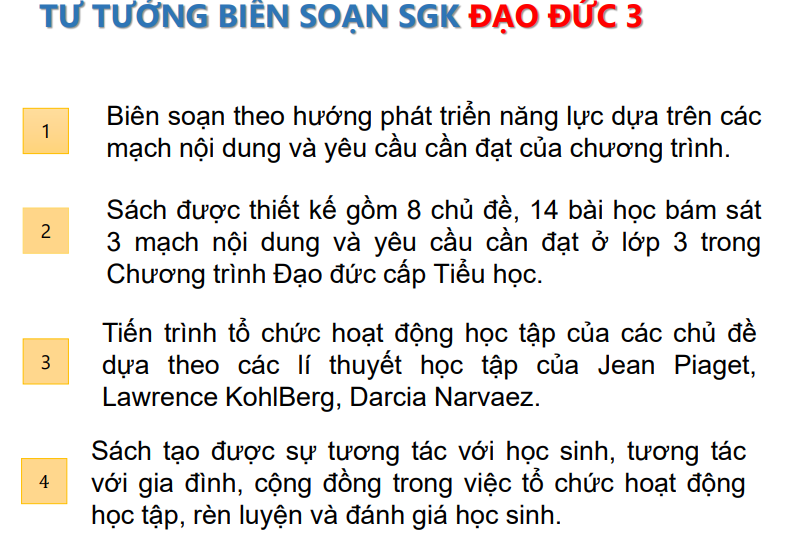 TƯ TƯỞNG BIÊN SOẠN SGK ĐẠO ĐỨC 3
1
Biên soạn theo hướng phát triển năng lực dựa trên các
mạch nội dung và yêu cầu cần đạt của chương trình.
2
Sách được thiết kế gồm 8 chủ đề, 14 bài học bám sát
3 mạch nội dung và yêu cầu cần đạt ở lớp 3 trong
Chương trình Đạo đức cấp Tiểu học.
3
Tiến trình tổ chức hoạt động học tập của các chủ đề
dựa theo các lí thuyết học tập của Jean Piaget,
Lawrence KohlBerg, Darcia Narvaez.
4
Sách tạo được sự tương tác với học sinh, tương tác
với gia đình, cộng đồng trong việc tổ chức hoạt động
học tập, rèn luyện và đánh giá học sinh.